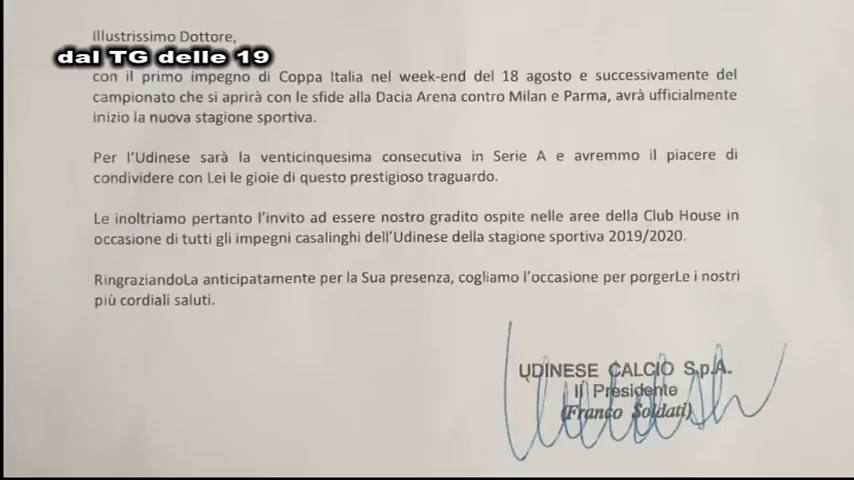 Illustrissimo Dottore,
dal TG delle 19
con il primo impegno di Coppa Italia nel week-end del 18 agosto e successivamente del
campionato che si aprirà con le sfide alla Dacia Arena contro Milan e Parma, avrà ufficialmente
inizio la nuova stagione sportiva.
Per l'Udinese sarà la venticinquesima consecutiva in Serie A e avremmo il piacere di
condividere con Lei le gioie di questo prestigioso traguardo.
Le inoltriamo pertanto l'invito ad essere nostro gradito ospite nelle aree della Club House in
occasione di tutti gli impegni casalinghi dell'Udinese della stagione sportiva 2019/2020.
RingraziandoLa anticipatamente per la Sua presenza, cogliamo l'occasione per porgerLe i nostri
più cordiali saluti.
UDINESE CALCIO S.p.A.
Il Presidente
(Franco Soldati)